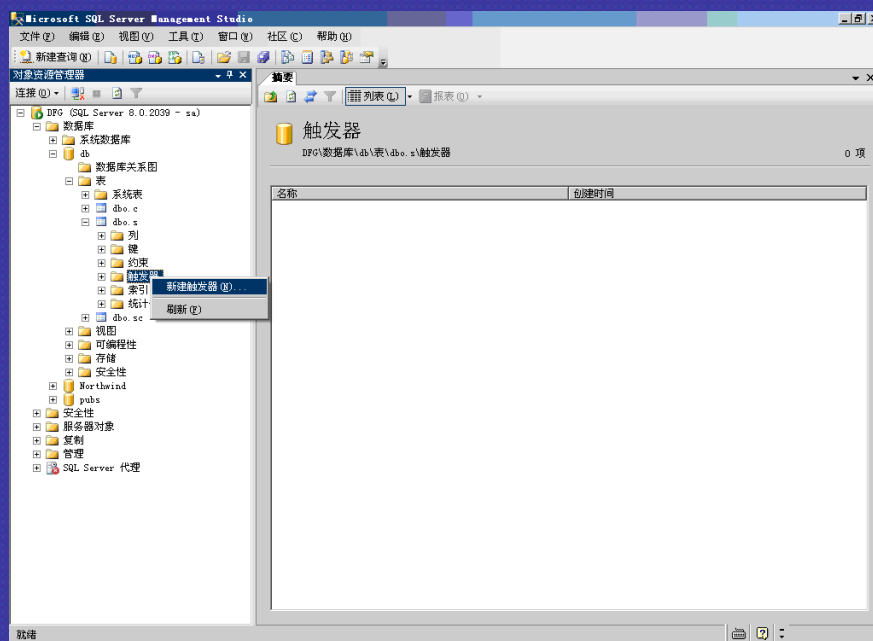 Microsoft SQL Server Management Studio
文件(F) 编辑(E) 视图(V) 工具(T) 窗口(W) 社区(C) 帮助(H)
新建查询(N)
对象资源管理器
连接(O)
DFG (SQL Server 8.0.2039 - sa)
数据库
系统数据库
db
数据库关系图
表
系统表
dbo.c
dbo.s
列
键
约束
触发器
索引
统计
dbo.sc
视图
可编程性
存储
安全性
Northwind
pubs
安全性
服务器对象
复制
管理
SQL Server 代理
新建触发器(N)...
刷新(F)
摘要
列表(L) 报表(O)
触发器
DFG\数据库\db\表\dbo.s\触发器
0 项
名称 创建时间
就绪